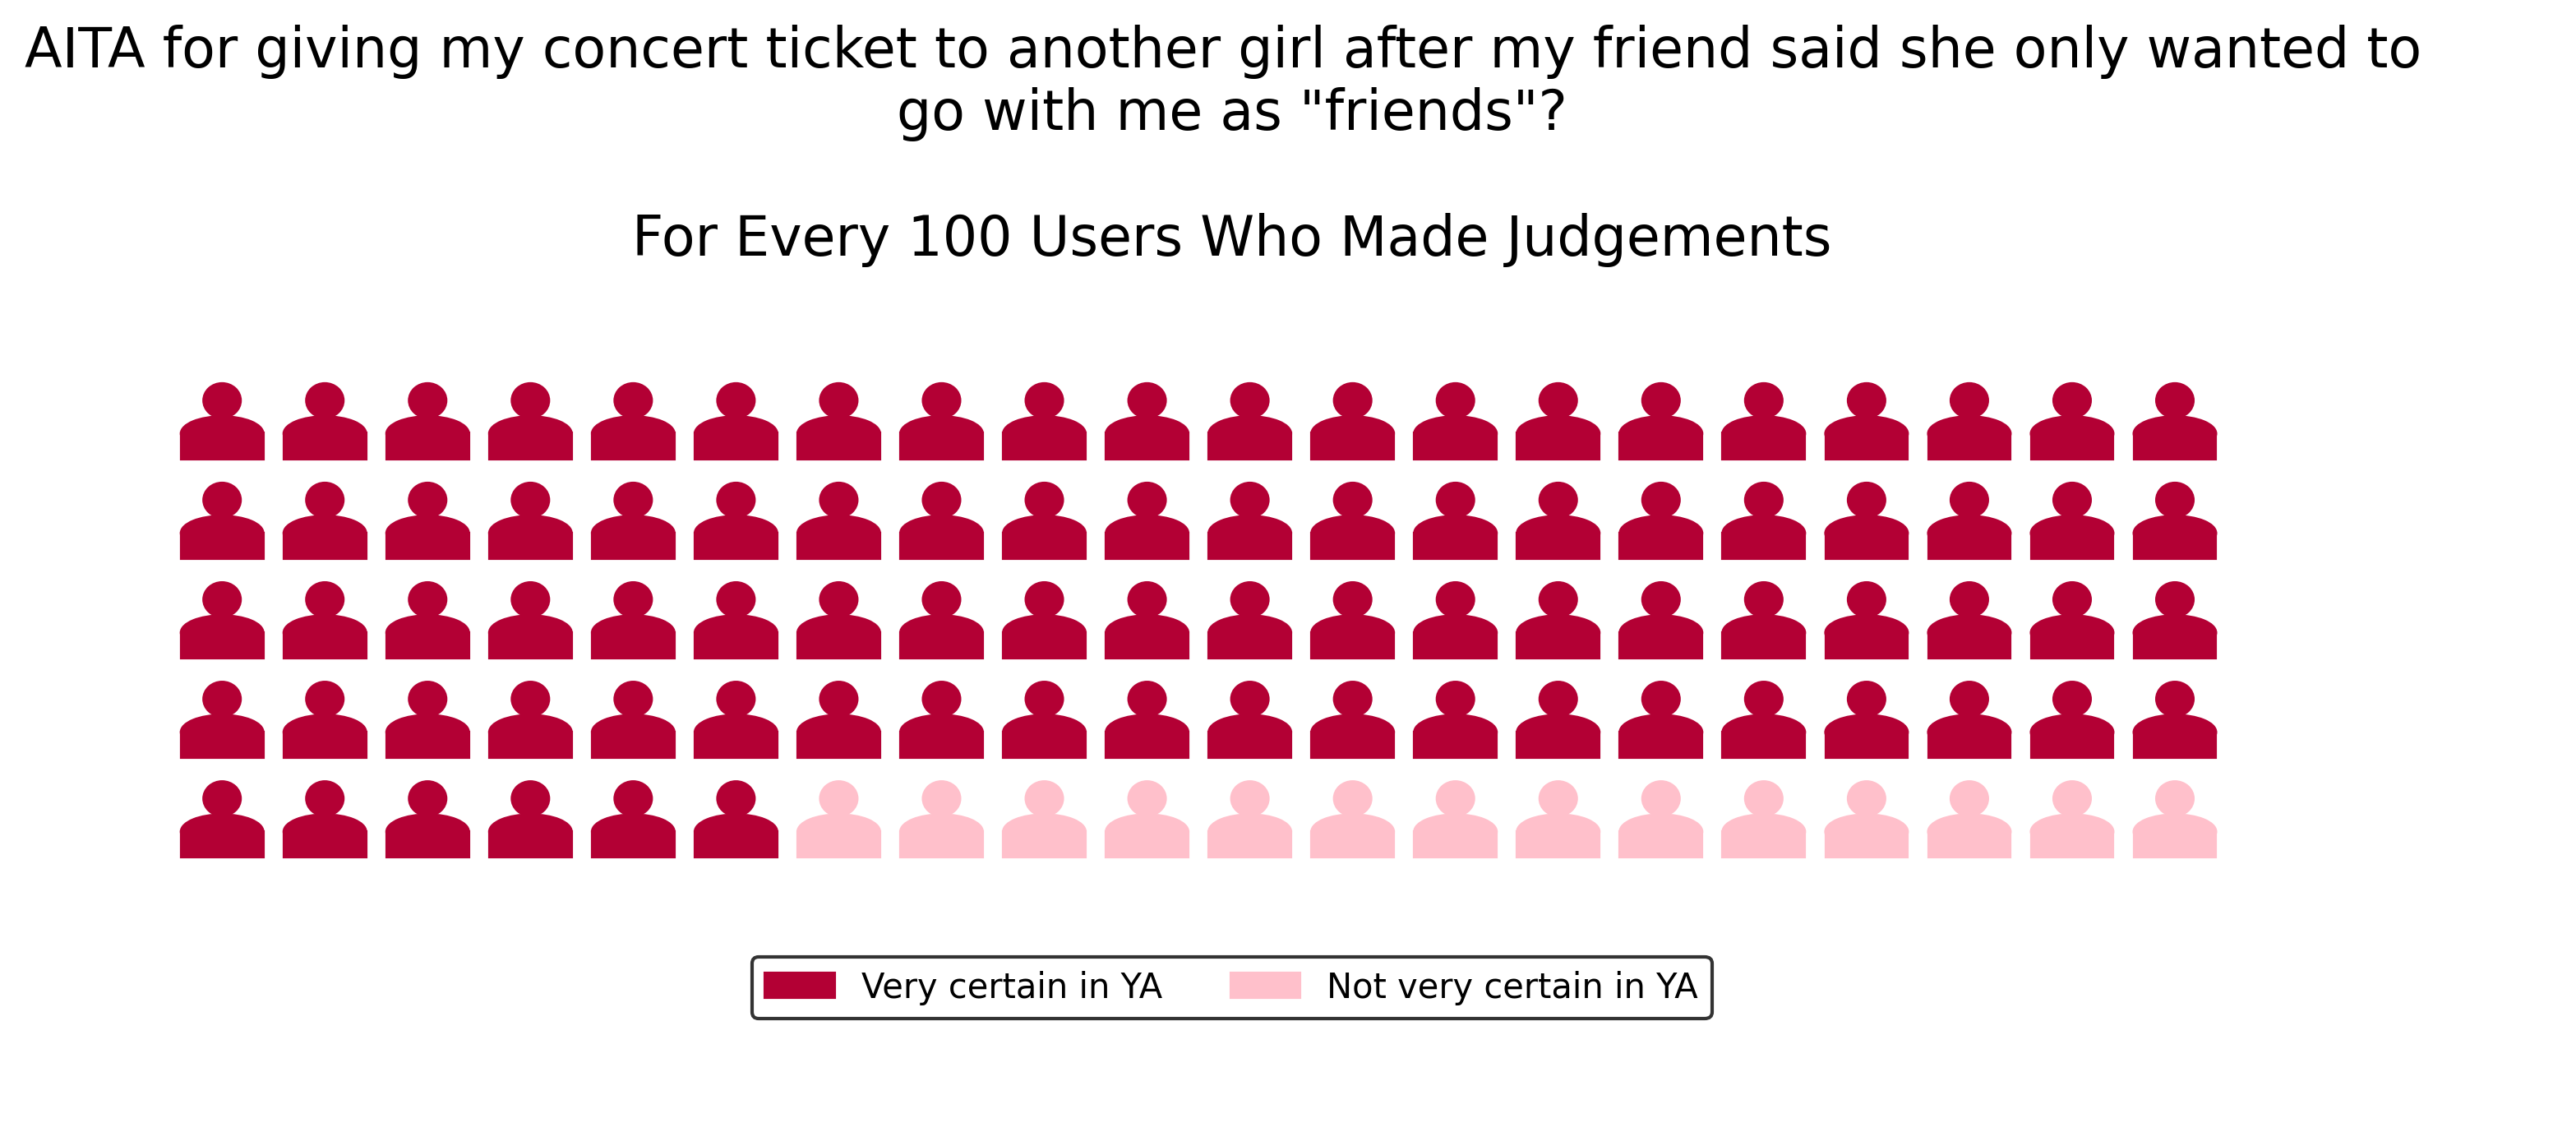 AITA for giving my concert ticket to another girl after my friend said she only wanted to
go with me as "friends"?
For Every 100 Users Who Made Judgements
Very certain in YA
Not very certain in YA